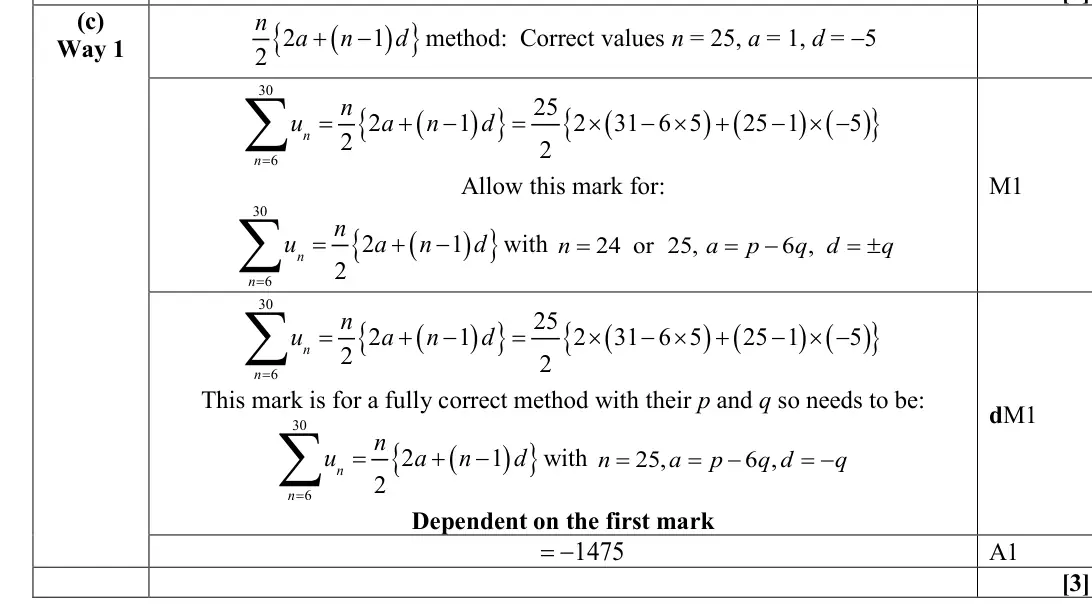 (c)
Way 1
n/2{2a+(n−1)d} method: Correct values n = 25, a = 1, d = –5
∑_{n=6}^{30} u_n = n/2{2a+(n−1)d} = 25/2{2×(31−6×5)+(25−1)×(−5)}
Allow this mark for:
M1
∑_{n=6}^{30} u_n = n/2{2a+(n−1)d} with n = 24 or 25, a = p − 6q, d = ±q
∑_{n=6}^{30} u_n = n/2{2a+(n−1)d} = 25/2{2×(31−6×5)+(25−1)×(−5)}
This mark is for a fully correct method with their p and q so needs to be:
dM1
∑_{n=6}^{30} u_n = n/2{2a+(n−1)d} with n = 25, a = p − 6q, d = −q
Dependent on the first mark
= −1475
A1
[3]